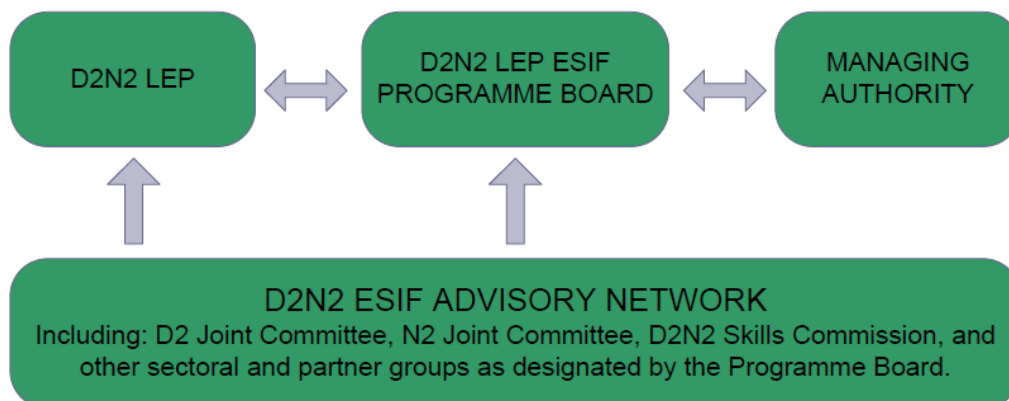 D2N2 LEP
D2N2 LEP ESIF
PROGRAMME BOARD
MANAGING
AUTHORITY
D2N2 ESIF ADVISORY NETWORK
Including: D2 Joint Committee, N2 Joint Committee, D2N2 Skills Commission, and
other sectoral and partner groups as designated by the Programme Board.